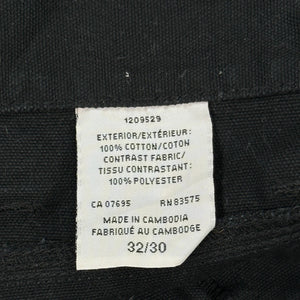 1209529
EXTERIOR/EXTÉRIEUR:
100% COTTON/COTON
CONTRAST FABRIC/
TISSU CONTRASTANT:
100% POLYESTER
CA 07695 RN 83575
MADE IN CAMBODIA
FABRIQUÉ AU CAMBODGE
32/30